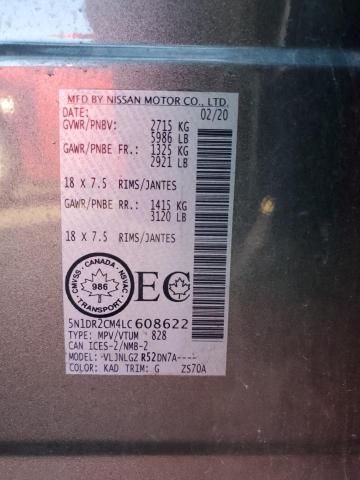 MFD BY NISSAN MOTOR CO., LTD.
DATE: 02/20
GVWR/PNBV: 2715 KG
5986 LB
GAWR/PNBE FR.: 1325 KG
2921 LB
18 X 7.5 RIMS/JANTES
GAWR/PNBE RR.: 1415 KG
3120 LB
18 X 7.5 RIMS/JANTES
CMVSS - CANADA - NSVAC
986
TRANSPORT
EC
5N1DR2CM4LC608622
TYPE: MPV/VTUM 828
CAN ICES-2/NMB-2
MODEL: VLJNLGZ R52DN7A----
COLOR: KAD TRIM: G ZS70A